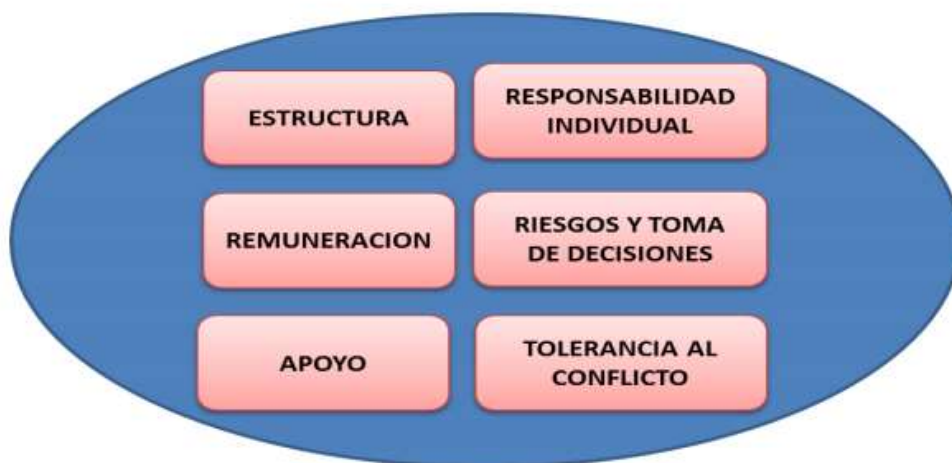 ESTRUCTURA
RESPONSABILIDAD
INDIVIDUAL
REMUNERACION
RIESGOS Y TOMA
DE DECISIONES
APOYO
TOLERANCIA AL
CONFLICTO